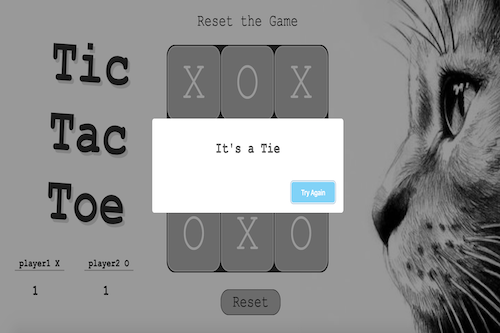 Reset the Game
Tic
Tac
Toe
X O X
It's a Tie
Try Again
O X O
player1 X player2 O
1 1
Reset